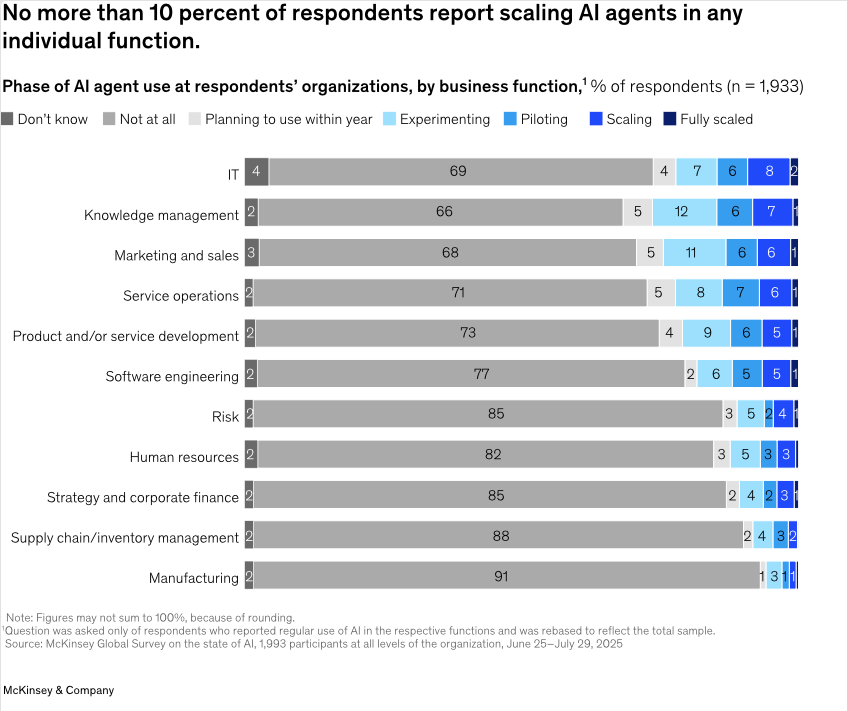 No more than 10 percent of respondents report scaling AI agents in any
individual function.
Phase of AI agent use at respondents’ organizations, by business function,¹ % of respondents (n = 1,933)
Don’t know Not at all Planning to use within year Experimenting Piloting Scaling Fully scaled
IT 4 69 4 7 6 8 2
Knowledge management 2 66 5 12 6 7 1
Marketing and sales 3 68 5 11 6 6 1
Service operations 2 71 5 8 7 6 1
Product and/or service development 2 73 4 9 6 5 1
Software engineering 2 77 2 6 5 5 1
Risk 2 85 3 5 2 4 1
Human resources 2 82 3 5 3 3
Strategy and corporate finance 2 85 2 4 2 3 1
Supply chain/inventory management 2 88 2 4 3 2
Manufacturing 2 91 1 3 1 1
Note: Figures may not sum to 100%, because of rounding.
¹Question was asked only of respondents who reported regular use of AI in the respective functions and was rebased to reflect the total sample.
Source: McKinsey Global Survey on the state of AI, 1,993 participants at all levels of the organization, June 25–July 29, 2025
McKinsey & Company